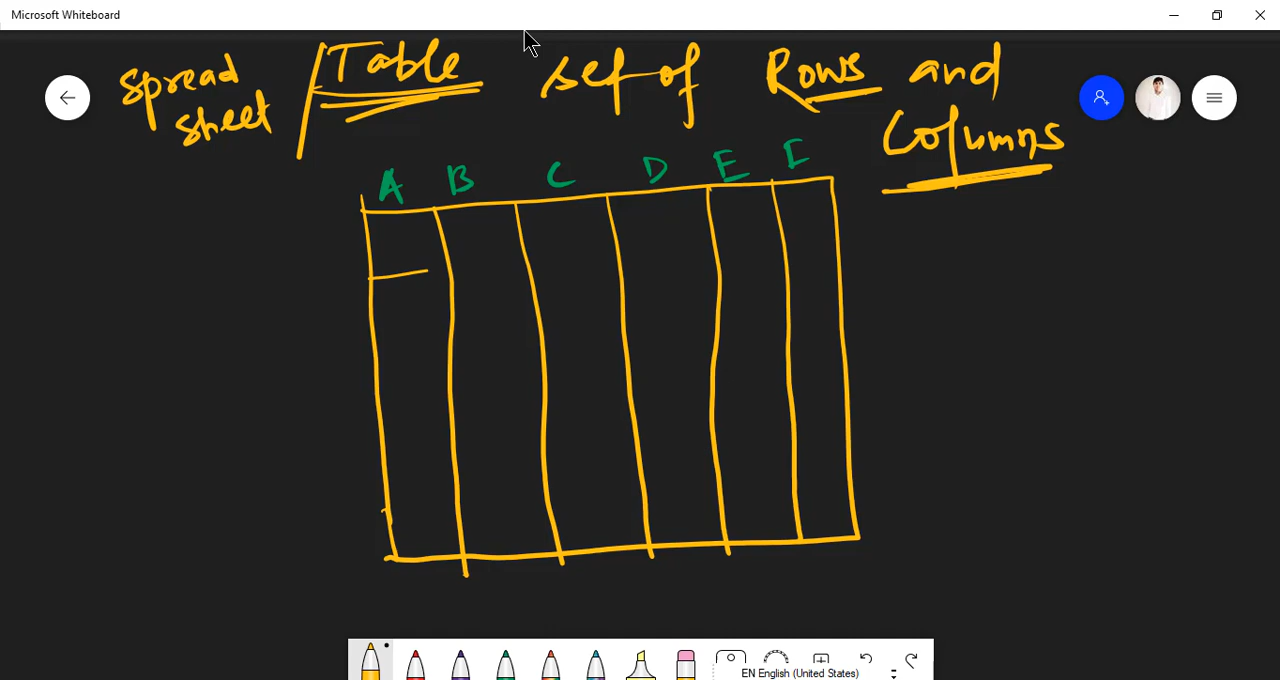 Microsoft Whiteboard
spread / Table set of Rows and
sheet columns
A B C D E
EN English (United States)